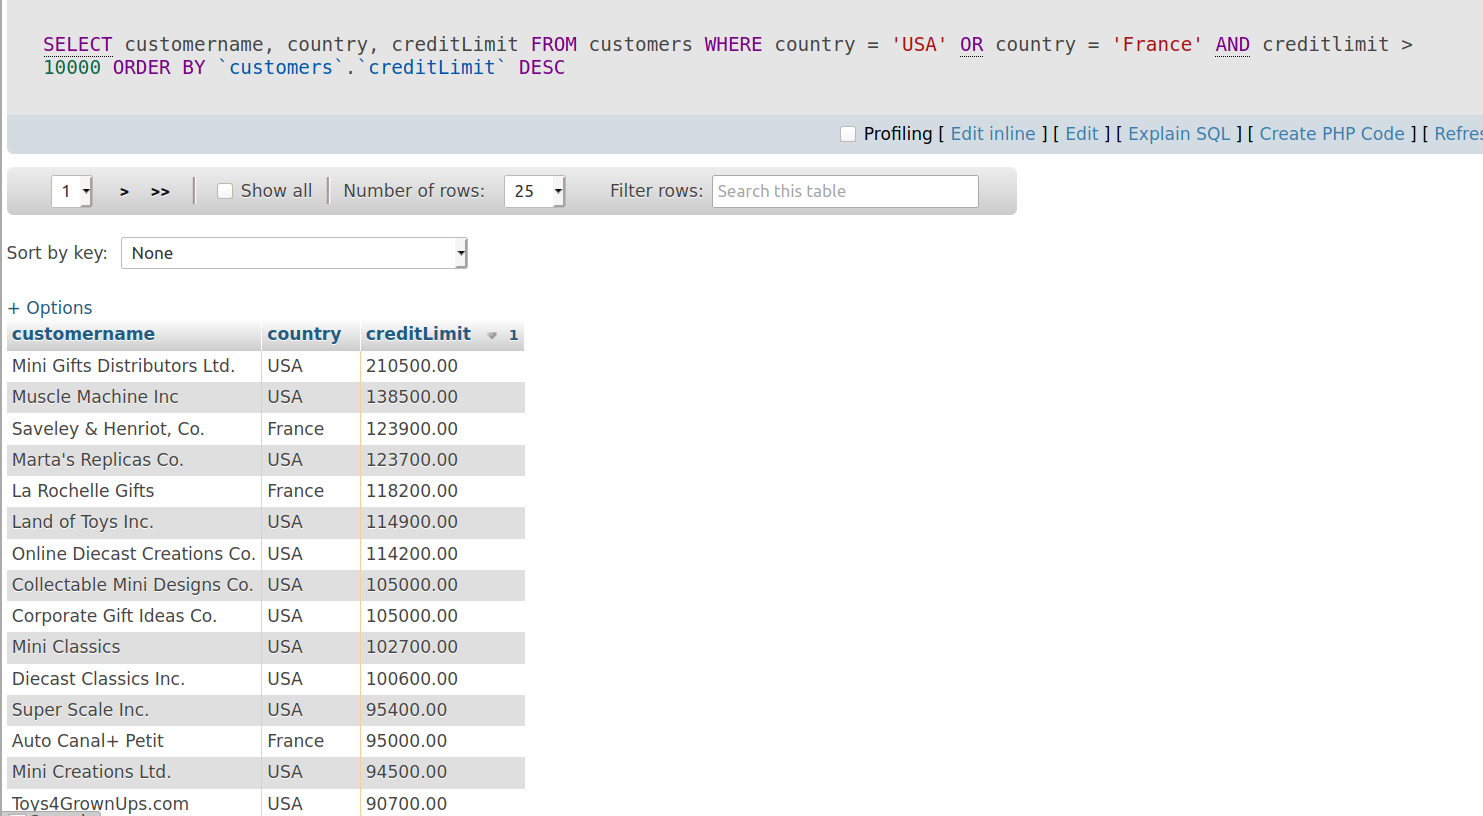 SELECT customername, country, creditLimit FROM customers WHERE country = 'USA' OR country = 'France' AND creditlimit >
10000 ORDER BY `customers`.`creditLimit` DESC
Profiling [ Edit inline ] [ Edit ] [ Explain SQL ] [ Create PHP Code ] [
1 > >> Show all Number of rows: 25 Filter rows: Search this table
Sort by key: None
+ Options
customername country creditLimit 1
Mini Gifts Distributors Ltd. USA 210500.00
Muscle Machine Inc USA 138500.00
Saveley & Henriot, Co. France 123900.00
Marta's Replicas Co. USA 123700.00
La Rochelle Gifts France 118200.00
Land of Toys Inc. USA 114900.00
Online Diecast Creations Co. USA 114200.00
Collectable Mini Designs Co. USA 105000.00
Corporate Gift Ideas Co. USA 105000.00
Mini Classics USA 102700.00
Diecast Classics Inc. USA 100600.00
Super Scale Inc. USA 95400.00
Auto Canal+ Petit France 95000.00
Mini Creations Ltd. USA 94500.00
Toys4GrownUps.com USA 90700.00